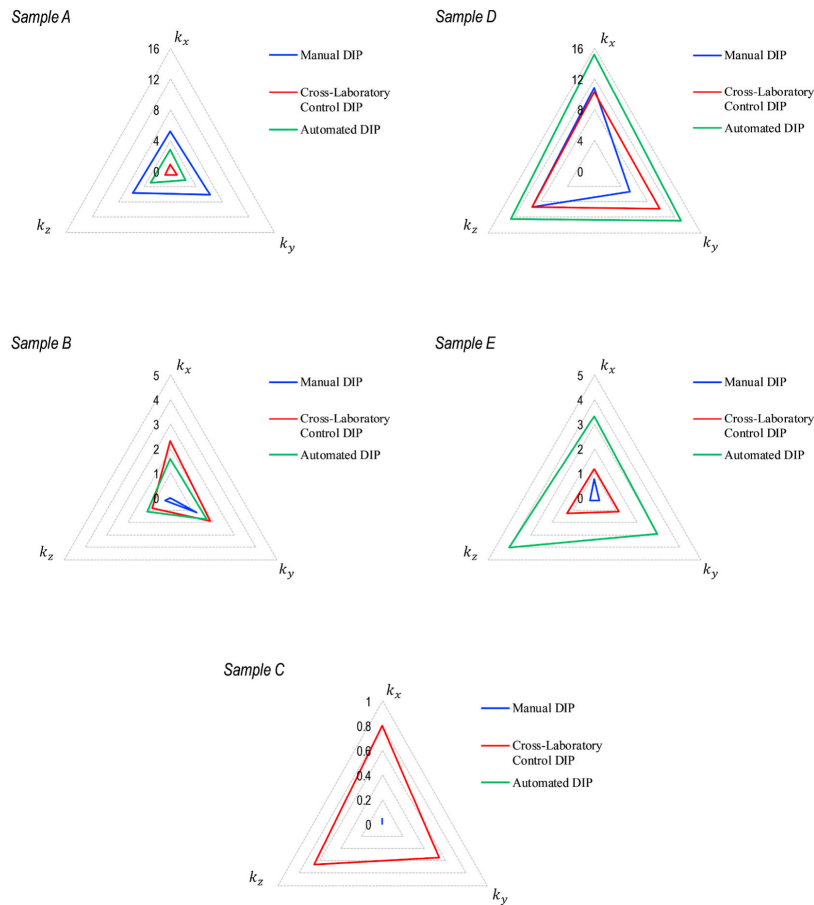 Sample A
k_x
16
12
8
4
0
k_z
k_y
Manual DIP
Cross-Laboratory
Control DIP
Automated DIP
Sample D
k_x
16
12
8
4
0
k_z
k_y
Manual DIP
Cross-Laboratory
Control DIP
Automated DIP
Sample B
k_x
5
4
3
2
1
0
k_z
k_y
Manual DIP
Cross-Laboratory
Control DIP
Automated DIP
Sample E
k_x
5
4
3
2
1
0
k_z
k_y
Manual DIP
Cross-Laboratory
Control DIP
Automated DIP
Sample C
k_x
1
0.8
0.6
0.4
0.2
0
k_z
k_y
Manual DIP
Cross-Laboratory
Control DIP
Automated DIP